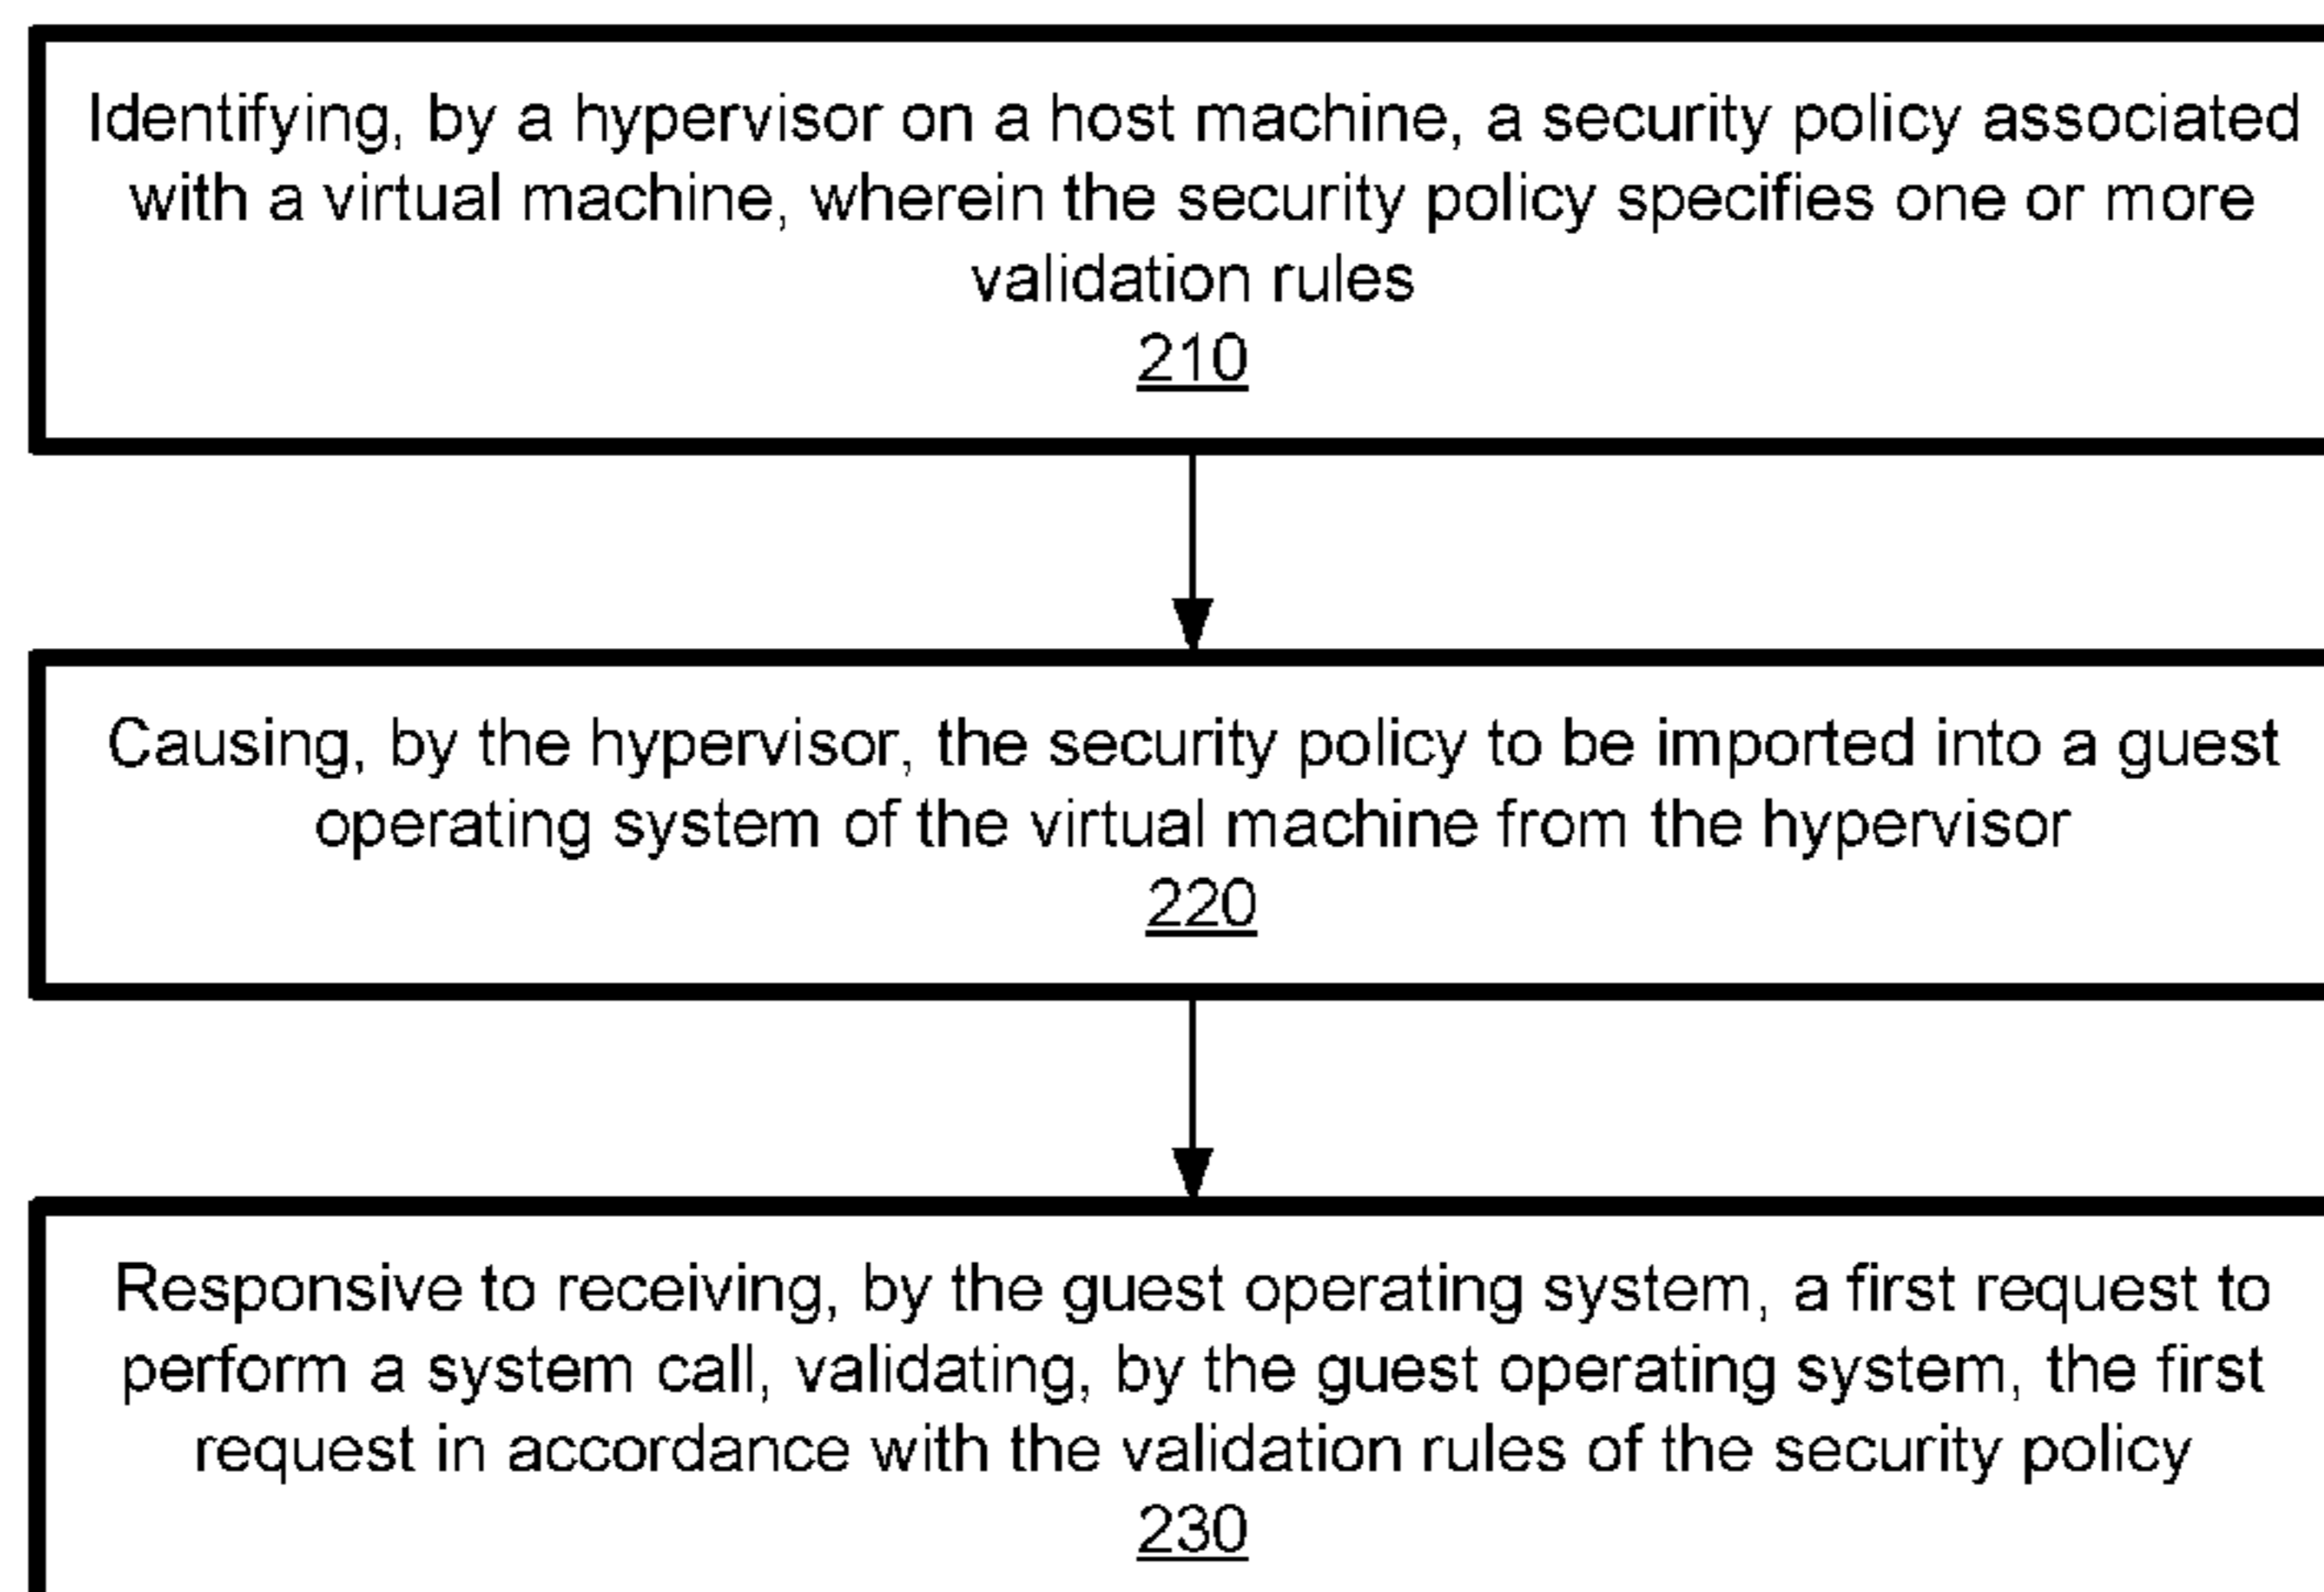 Identifying, by a hypervisor on a host machine, a security policy associated
with a virtual machine, wherein the security policy specifies one or more
validation rules
210
Causing, by the hypervisor, the security policy to be imported into a guest
operating system of the virtual machine from the hypervisor
220
Responsive to receiving, by the guest operating system, a first request to
perform a system call, validating, by the guest operating system, the first
request in accordance with the validation rules of the security policy
230